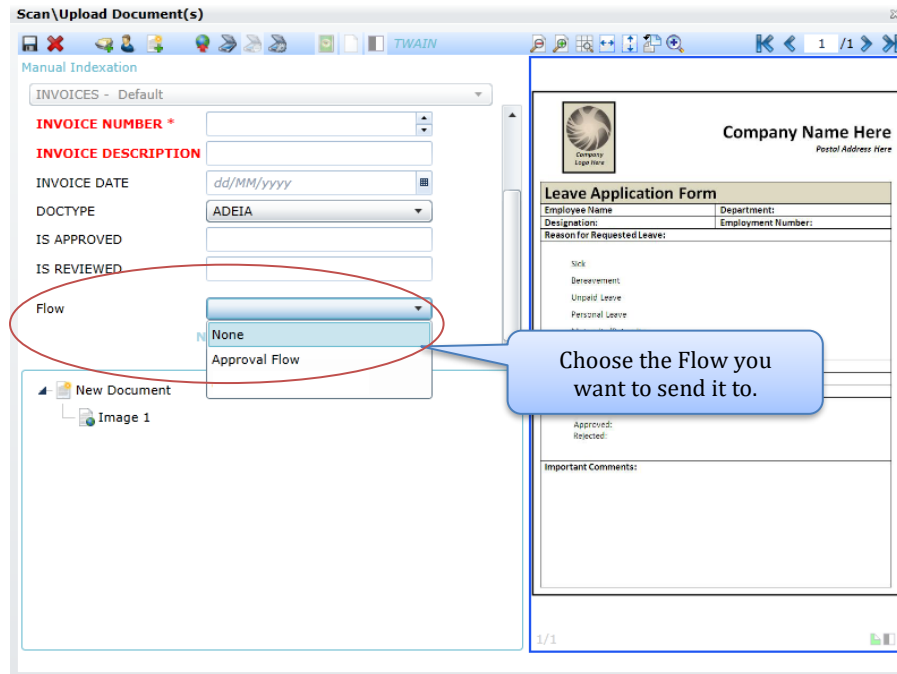 Scan\Upload Document(s)
TWAIN
1 /1
Manual Indexation
INVOICES - Default
INVOICE NUMBER *
INVOICE DESCRIPTION
INVOICE DATE dd/MM/yyyy
DOCTYPE ADEIA
IS APPROVED
IS REVIEWED
Flow
None
Approval Flow
New Document
Image 1
Choose the Flow you
want to send it to.
Company
Logo Here
Company Name Here
Postal Address Here
Leave Application Form
Employee Name Department:
Designation: Employment Number:
Reason for Requested Leave:
Sick
Bereavement
Unpaid Leave
Personal Leave
Approved:
Rejected:
Important Comments:
1/1